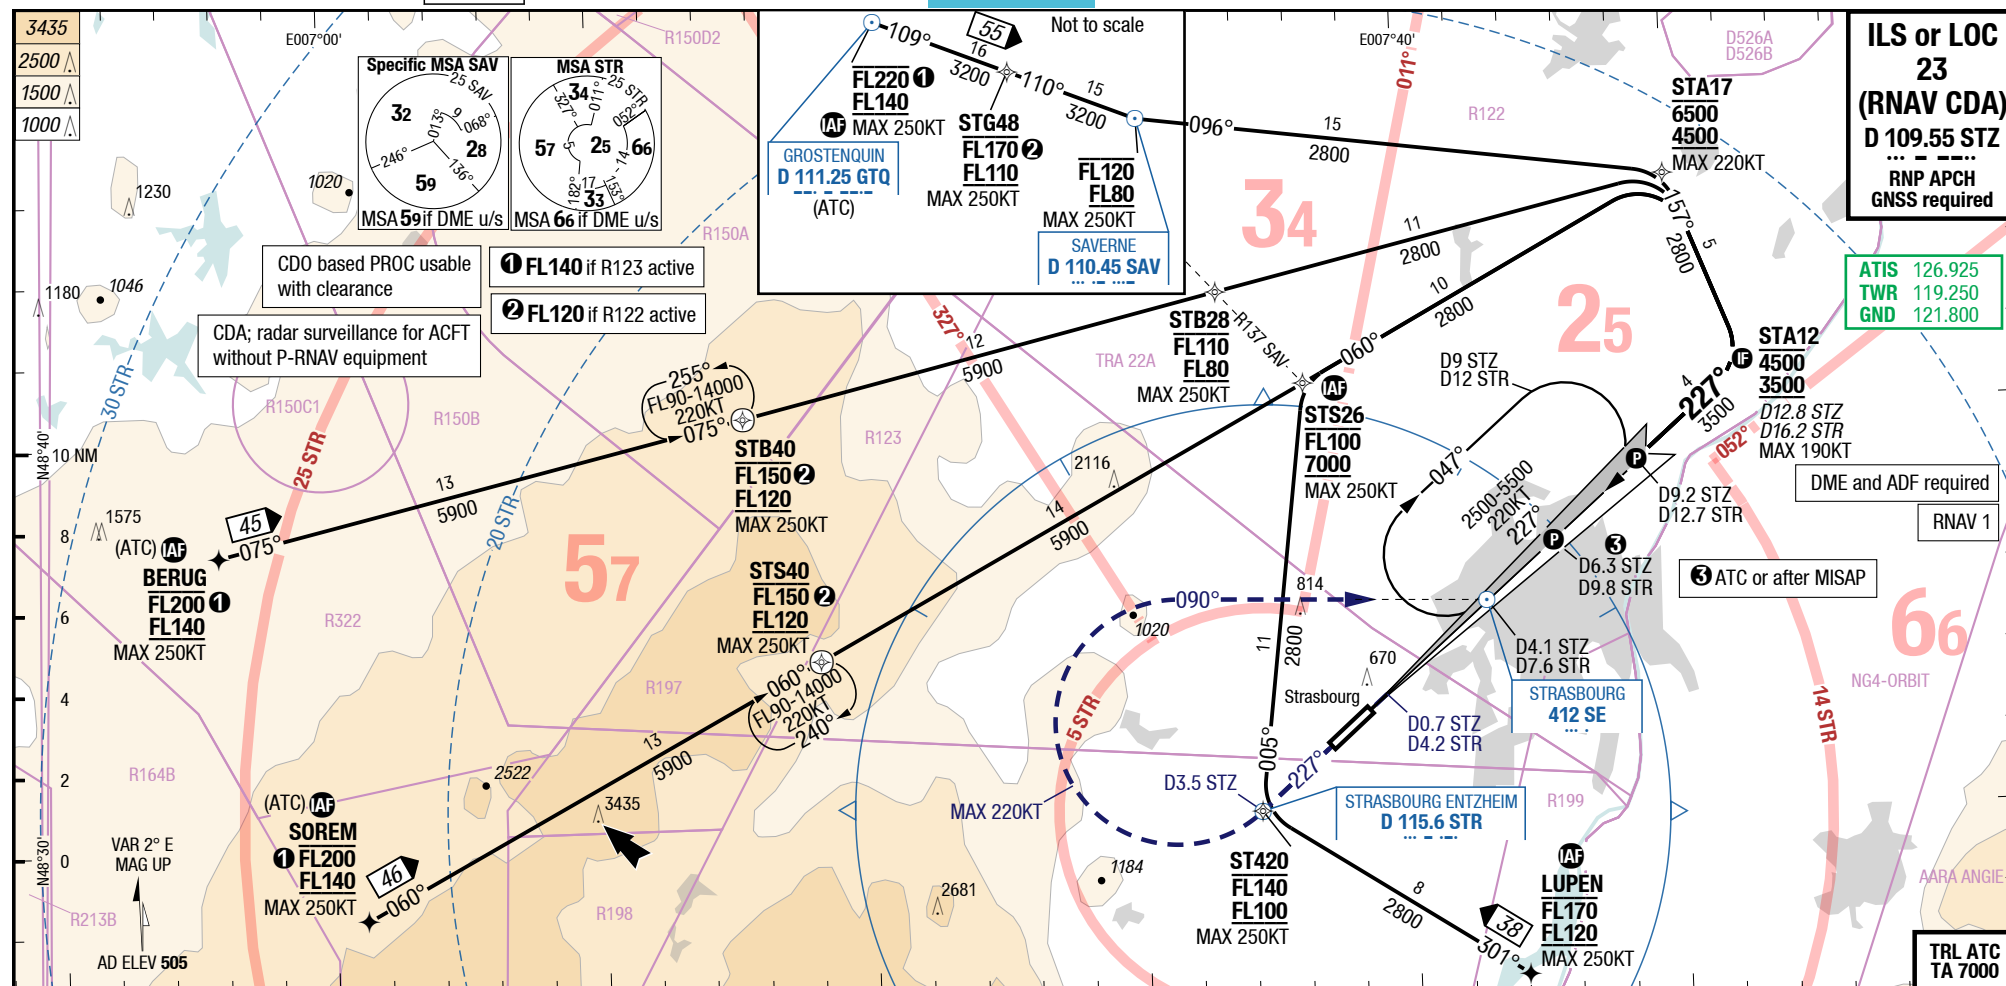 3435
2500
1500
1000
E007°00'
Specific MSA SAV
25 SAV
32
013°
9
068°
28
246°
136°
59
MSA 59 if DME u/s
MSA STR
25 STR
34
327°
011°
052°
57
5
25
14
66
182°
17
153°
33
MSA 66 if DME u/s
R150D2
R150A
CDO based PROC usable
with clearance
❶ FL140 if R123 active
❷ FL120 if R122 active
CDA; radar surveillance for ACFT
without P-RNAV equipment
Not to scale
109°
55
16
3200
110°
15
3200
FL220 ❶
FL140
IAF MAX 250KT
GROSTENQUIN
D 111.25 GTQ
(ATC)
STG48
FL170 ❷
FL110
MAX 250KT
FL120
FL80
MAX 250KT
SAVERNE
D 110.45 SAV
096°
15
2800
E007°40'
011°
R122
D526A
D526B
STA17
6500
4500
MAX 220KT
ILS or LOC
23
(RNAV CDA)
D 109.55 STZ
RNP APCH
GNSS required
ATIS 126.925
TWR 119.250
GND 121.800
157°
5
2800
34
25
11
2800
10
2800
060°
R137 SAV
STB28
FL110
FL80
MAX 250KT
TRA 22A
327°
12
5900
IAF
STS26
FL100
7000
MAX 250KT
D9 STZ
D12 STR
IF
STA12
4500
3500
D12.8 STZ
D16.2 STR
MAX 190KT
4
227°
3500
052°
DME and ADF required
RNAV 1
047°
2500-5500
220KT
227°
P
D9.2 STZ
D12.7 STR
P
❸
D6.3 STZ
D9.8 STR
❸ ATC or after MISAP
D4.1 STZ
D7.6 STR
STRASBOURG
412 SE
66
NG4-ORBIT
14 STR
1230
1020
1180
1046
30 STR
R150C1
R150B
25 STR
20 STR
N48°40'
10 NM
8
6
4
2
0
N48°30'
1575
(ATC) IAF
BERUG
FL200 ❶
FL140
MAX 250KT
45
075°
13
5900
255°
FL90-14000
220KT
075°
STB40
FL150 ❷
FL120
MAX 250KT
R123
2116
14
5900
57
STS40
FL150 ❷
FL120
MAX 250KT
060°
FL90-14000
220KT
240°
R322
R197
R164B
2522
13
5900
3435
(ATC) IAF
SOREM
❶ FL200
FL140
MAX 250KT
46
060°
VAR 2° E
MAG UP
R213B
AD ELEV 505
R198
2681
1184
090°
1020
814
5 STR
MAX 220KT
11
2800
005°
670
Strasbourg
D0.7 STZ
D4.2 STR
227°
D3.5 STZ
STRASBOURG ENTZHEIM
D 115.6 STR
R199
ST420
FL140
FL100
MAX 250KT
8
2800
38
301°
IAF
LUPEN
FL170
FL120
MAX 250KT
AARA ANGIE-
TRL ATC
TA 7000